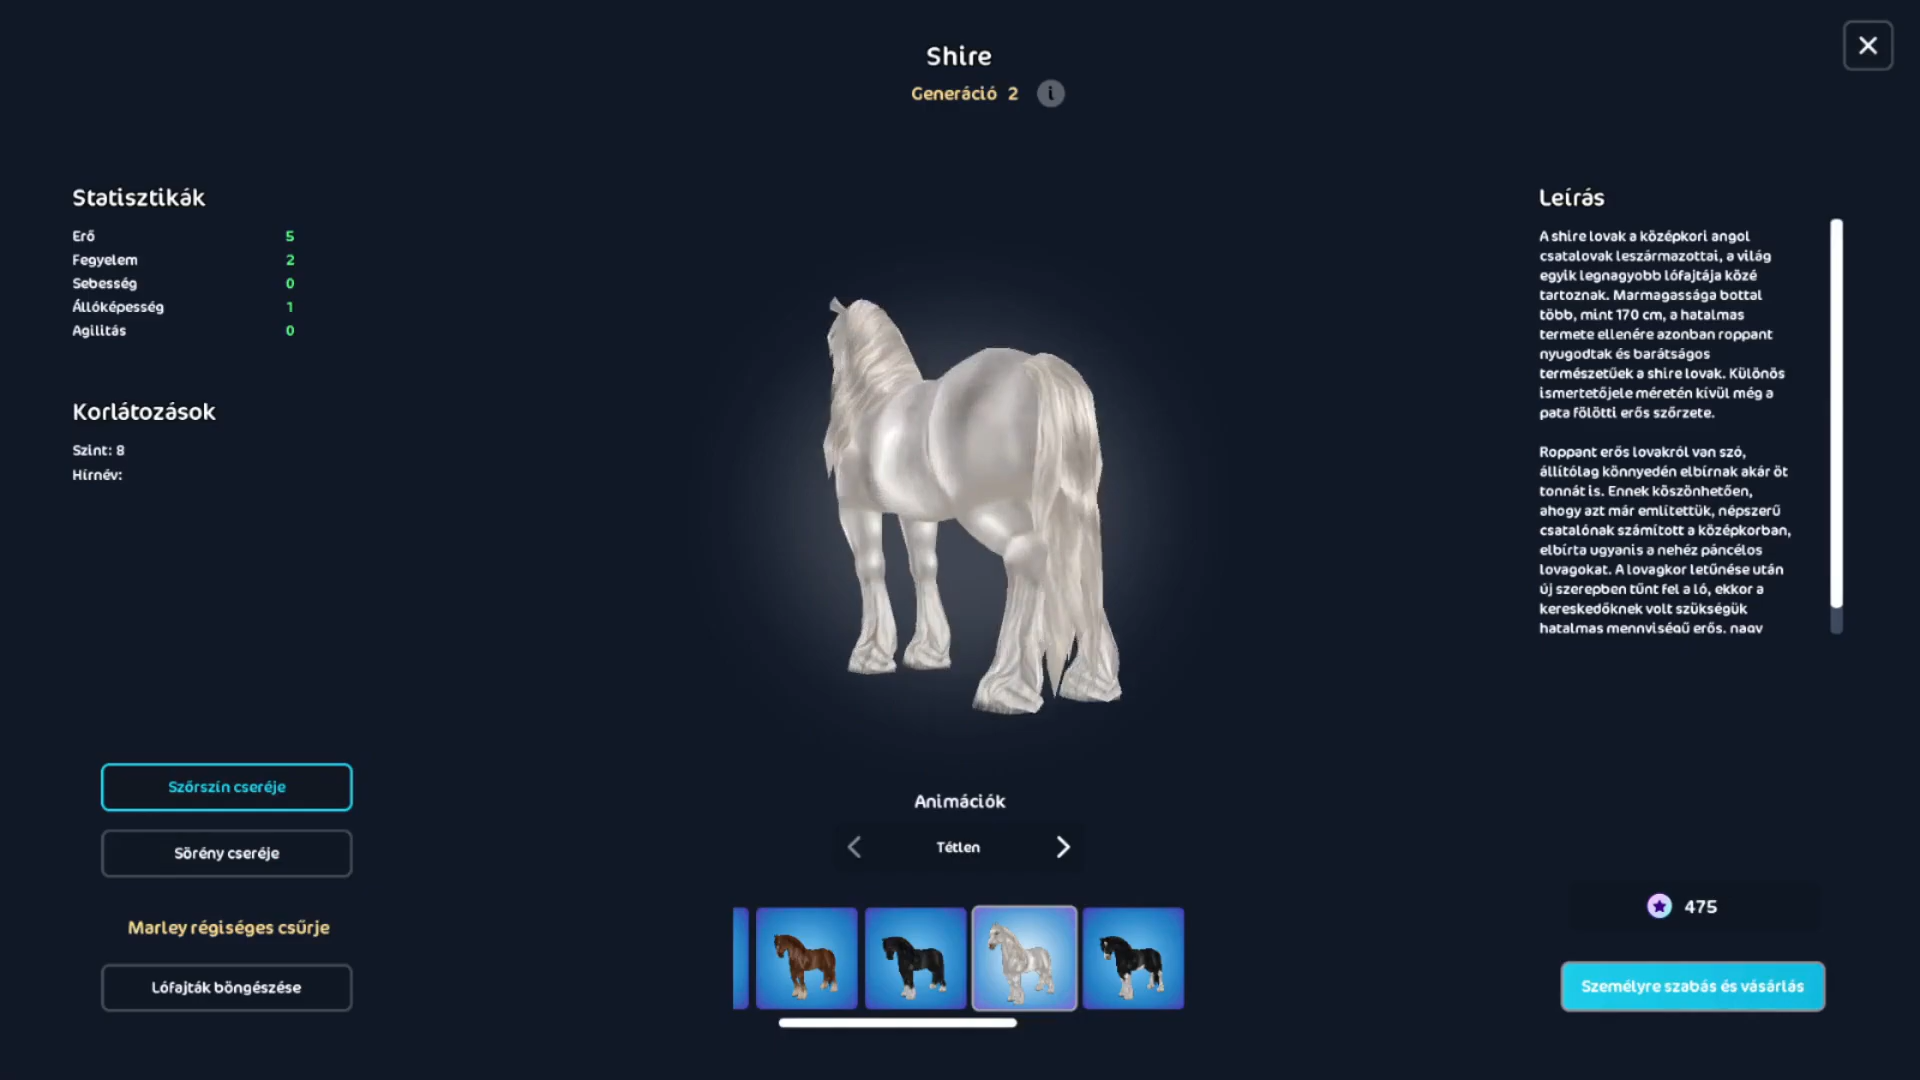 Shire
Generáció 2
i
Statisztikák
Erő 5
Fegyelem 2
Sebesség 0
Állóképesség 1
Agilitás 0
Korlátozások
Szint: 8
Hírnév:
Leírás
A shire lovak a középkori angol
csatalovak leszármazottai, a világ
egyik legnagyobb lófajtája közé
tartoznak. Marmagassága bottal
több, mint 170 cm, a hatalmas
termete ellenére azonban roppant
nyugodtak és barátságos
természetűek a shire lovak. Különös
ismertetőjele méretén kívül még a
pata fölötti erős szőrzete.
Roppant erős lovakról van szó,
állítólag könnyedén elbírnak akár öt
tonnát is. Ennek köszönhetően,
ahogy azt már említettük, népszerű
csatalónak számított a középkorban,
elbírta ugyanis a nehéz páncélos
lovagokat. A lovagkor letűnése után
új szerepben tűnt fel a ló, ekkor a
kereskedőknek volt szükségük
hatalmas mennyiségű erős, nagy
Szőrszín cseréje
Sörény cseréje
Marley régiséges csűrje
Lófajták böngészése
Animációk
Tétlen
475
Személyre szabás és vásárlás